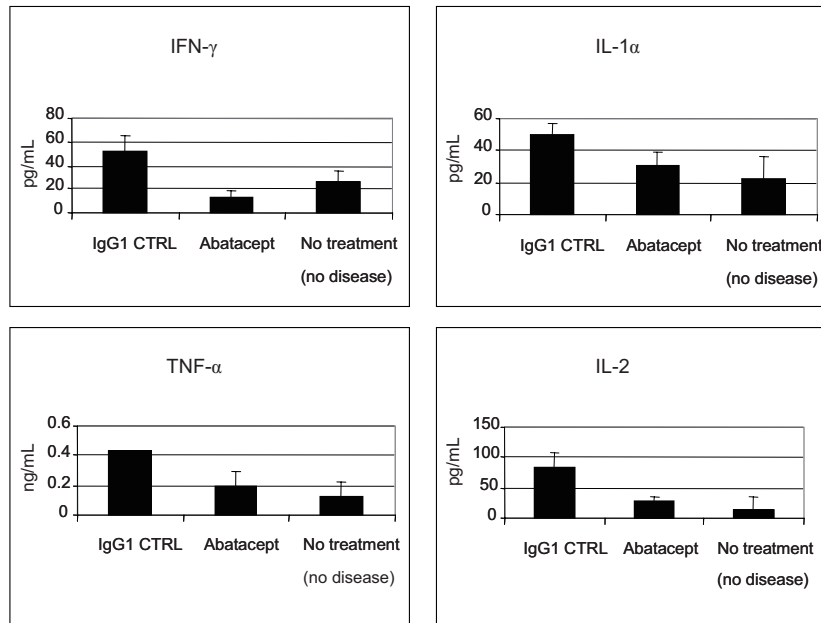 IFN-γ
80
60
40
20
0
pg/mL
IgG1 CTRL Abatacept No treatment
(no disease)
IL-1α
60
40
20
0
pg/mL
IgG1 CTRL Abatacept No treatment
(no disease)
TNF-α
0.6
0.4
0.2
0
ng/mL
IgG1 CTRL Abatacept No treatment
(no disease)
IL-2
150
100
50
0
pg/mL
IgG1 CTRL Abatacept No treatment
(no disease)